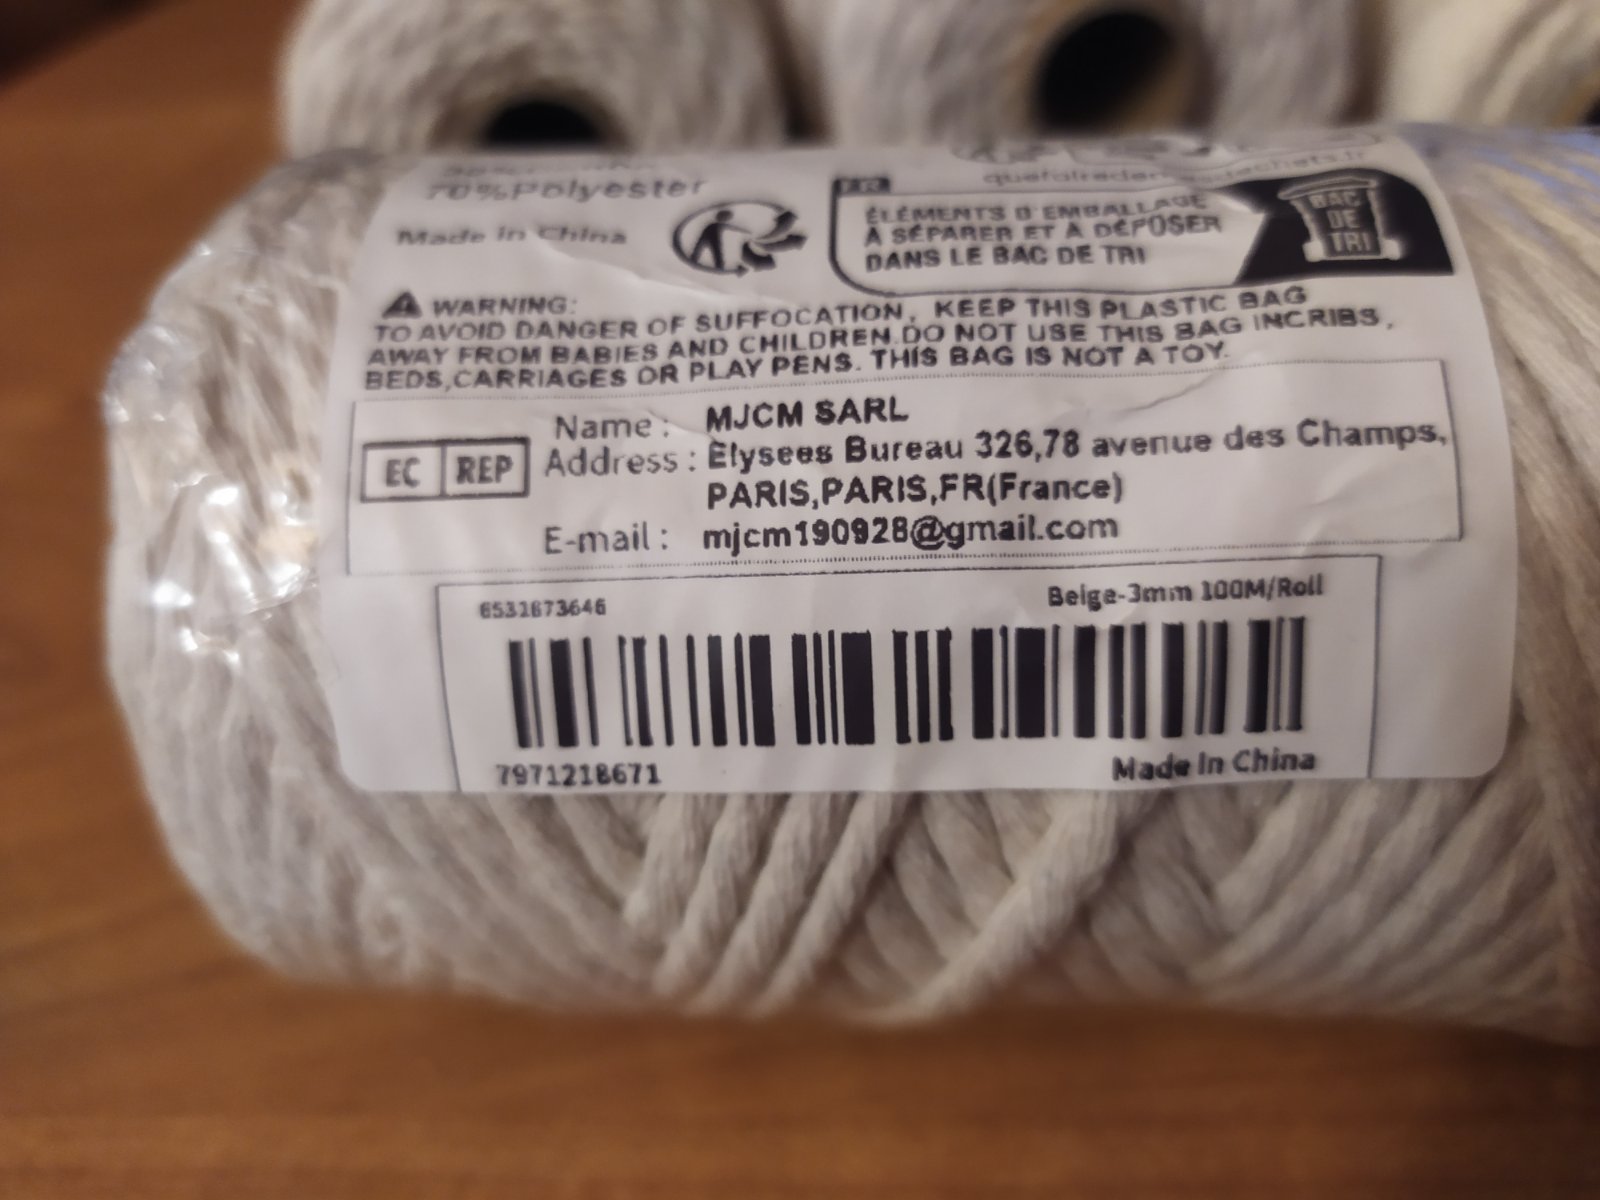 70%Polyester
Made in China
FR
ÉLÉMENTS D'EMBALLAGE
À SÉPARER ET À DÉPOSER
DANS LE BAC DE TRI
BAC
DE
TRI
WARNING:
TO AVOID DANGER OF SUFFOCATION, KEEP THIS PLASTIC BAG
AWAY FROM BABIES AND CHILDREN.DO NOT USE THIS BAG INCRIBS,
BEDS,CARRIAGES OR PLAY PENS. THIS BAG IS NOT A TOY.
EC REP
Name: MJCM SARL
Address: Elysees Bureau 326,78 avenue des Champs,
PARIS,PARIS,FR(France)
E-mail: mjcm190928@gmail.com
6531873646 Beige-3mm 100M/Roll
7971218671 Made In China